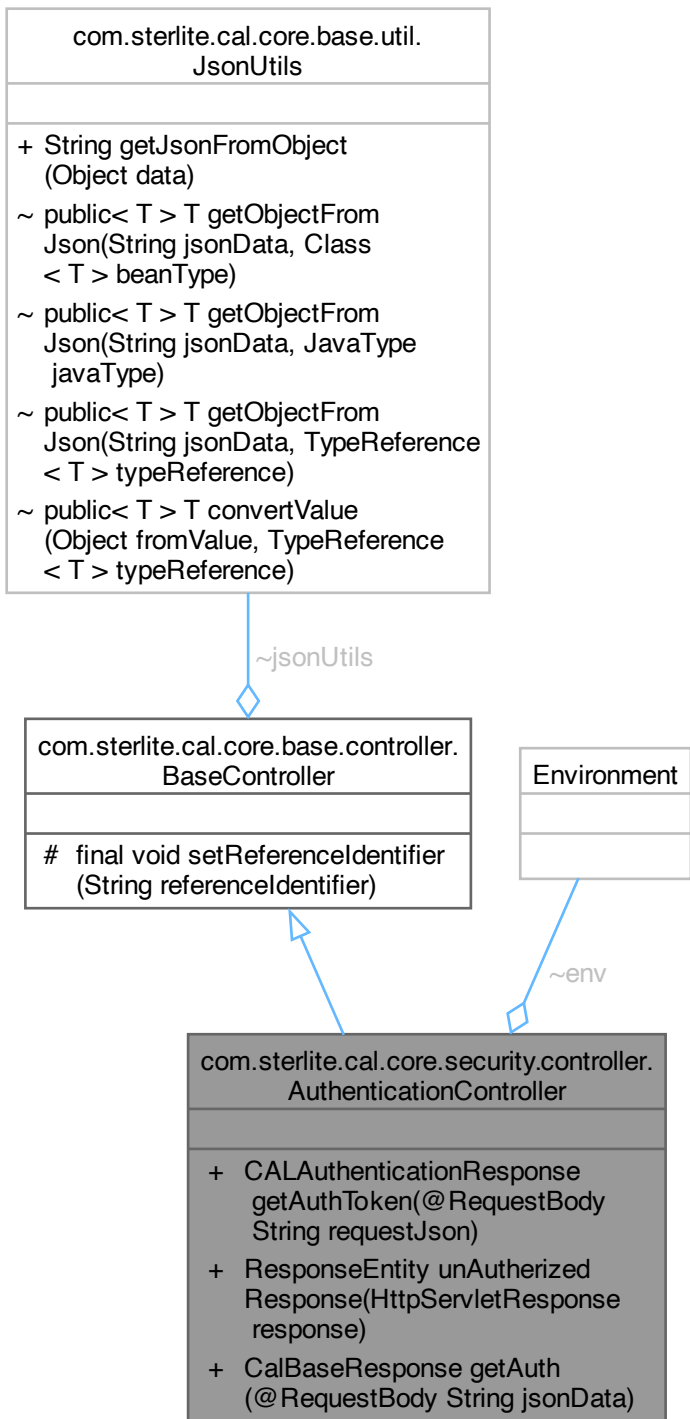 com.sterlite.cal.core.base.util.
JsonUtils
+ String getJsonFromObject
(Object data)
~ public< T > T getObjectFrom
Json(String jsonData, Class
< T > beanType)
~ public< T > T getObjectFrom
Json(String jsonData, JavaType
javaType)
~ public< T > T getObjectFrom
Json(String jsonData, TypeReference
< T > typeReference)
~ public< T > T convertValue
(Object fromValue, TypeReference
< T > typeReference)
~jsonUtils
com.sterlite.cal.core.base.controller.
BaseController
# final void setReferenceIdentifier
(String referenceIdentifier)
Environment
~env
com.sterlite.cal.core.security.controller.
AuthenticationController
+ CALAuthenticationResponse
getAuthToken(@RequestBody
String requestJson)
+ ResponseEntity unAutherized
Response(HttpServletResponse
response)
+ CalBaseResponse getAuth
(@RequestBody String jsonData)